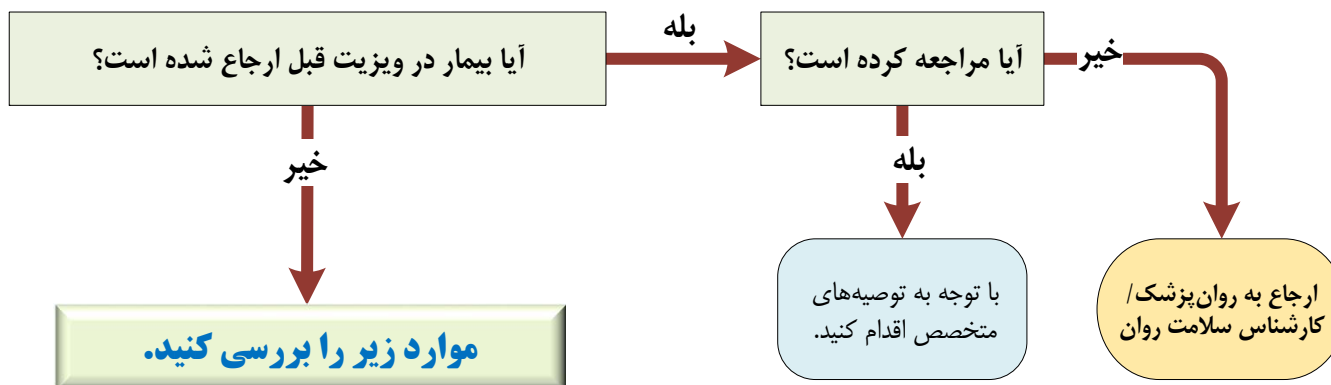 آیا بیمار در ویزیت قبل ارجاع شده است؟
بله
آیا مراجعه کرده است؟
خیر
خیر
بله
موارد زیر را بررسی کنید.
با توجه به توصیه‌های
متخصص اقدام کنید.
ارجاع به روان‌پزشک/
کارشناس سلامت روان